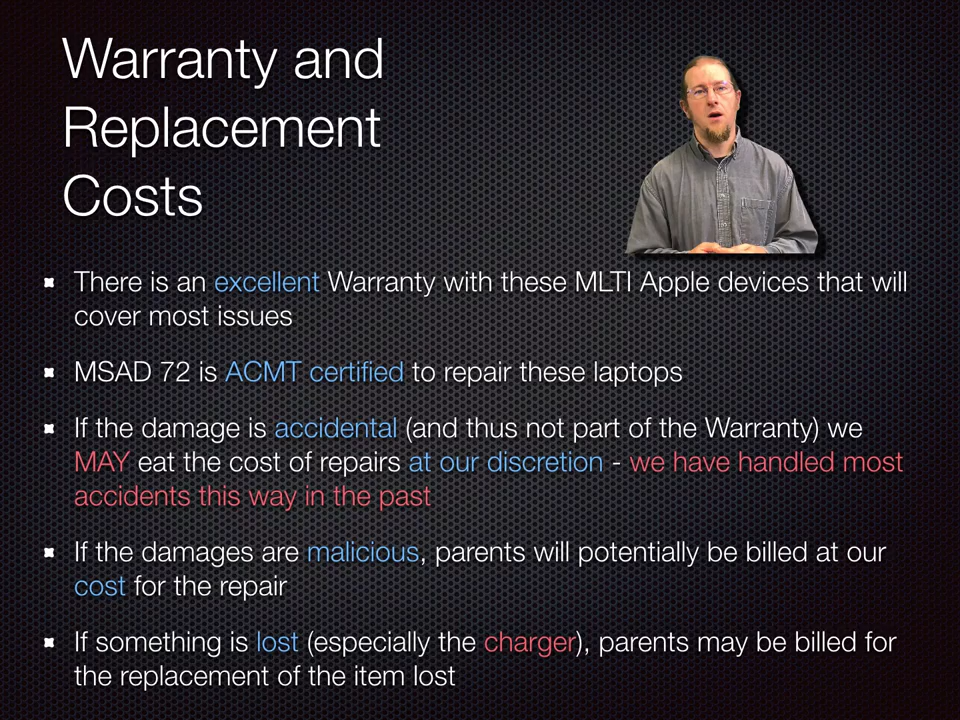 Warranty and
Replacement
Costs
There is an excellent Warranty with these MLTI Apple devices that will
cover most issues
MSAD 72 is ACMT certified to repair these laptops
If the damage is accidental (and thus not part of the Warranty) we
MAY eat the cost of repairs at our discretion - we have handled most
accidents this way in the past
If the damages are malicious, parents will potentially be billed at our
cost for the repair
If something is lost (especially the charger), parents may be billed for
the replacement of the item lost